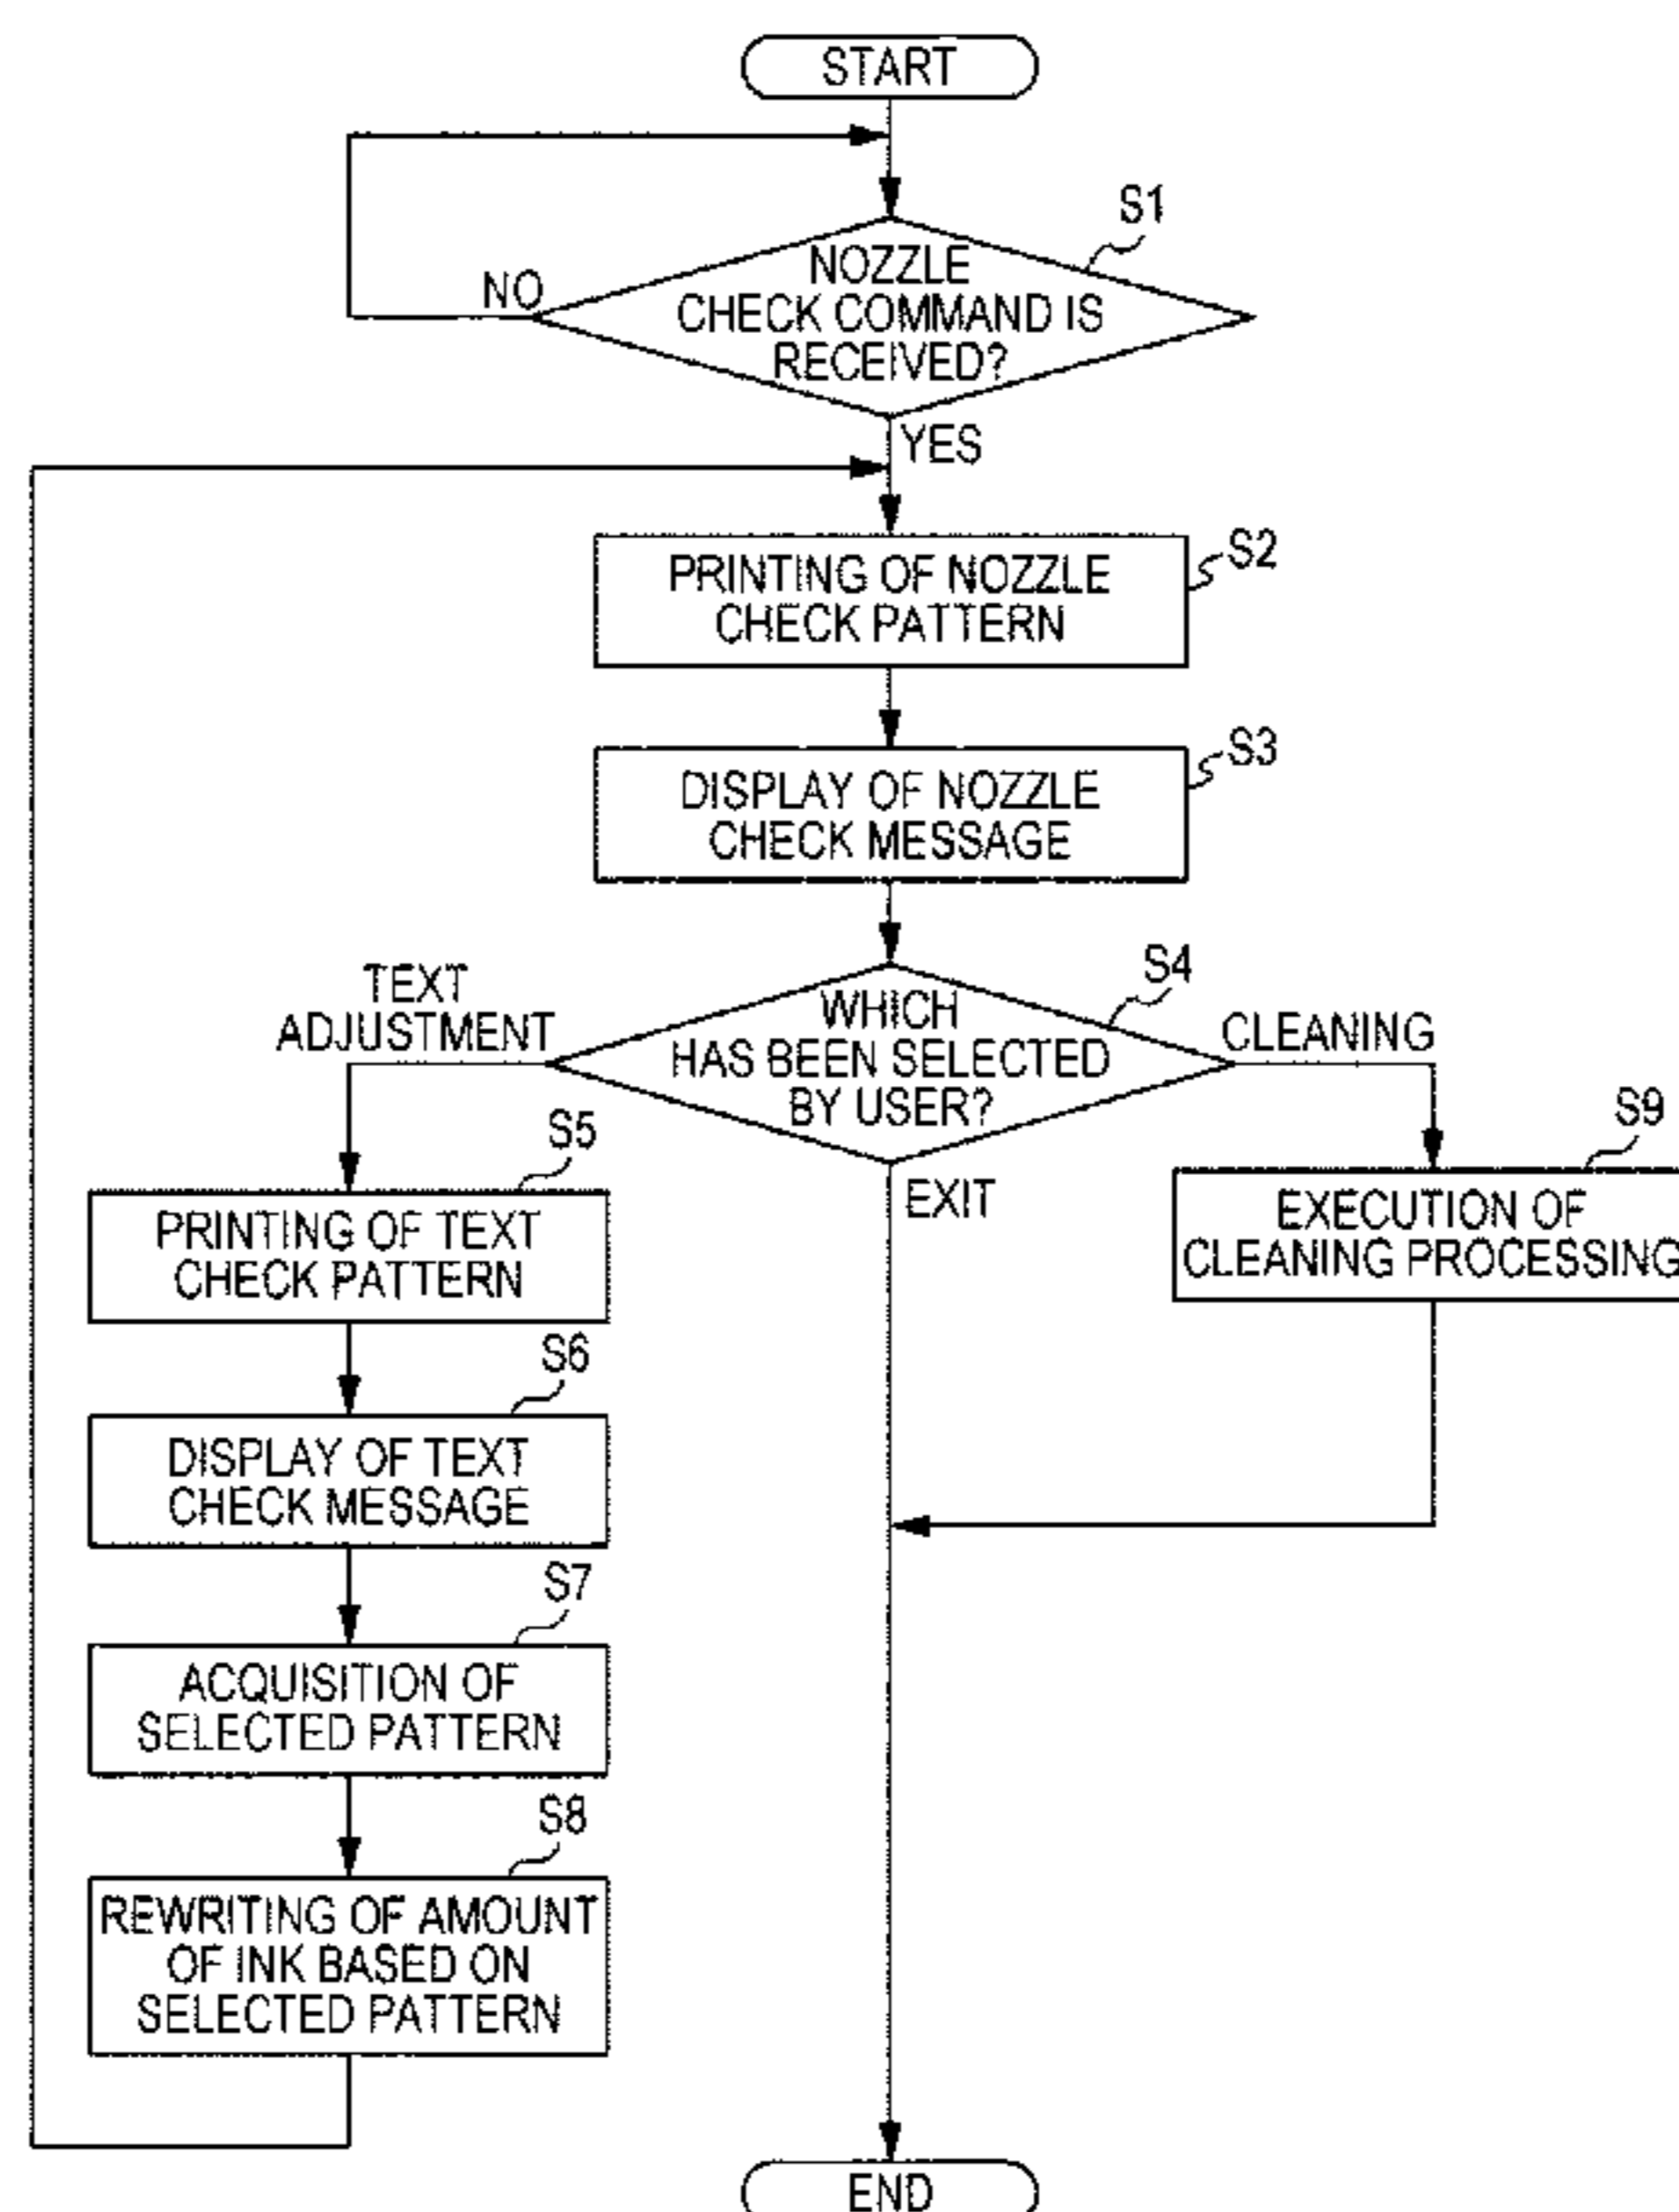 START
S1
NOZZLE
CHECK COMMAND IS
RECEIVED?
NO
YES
S2
PRINTING OF NOZZLE
CHECK PATTERN
S3
DISPLAY OF NOZZLE
CHECK MESSAGE
S4
WHICH
HAS BEEN SELECTED
BY USER?
TEXT
ADJUSTMENT
CLEANING
EXIT
S5
PRINTING OF TEXT
CHECK PATTERN
S9
EXECUTION OF
CLEANING PROCESSING
S6
DISPLAY OF TEXT
CHECK MESSAGE
S7
ACQUISITION OF
SELECTED PATTERN
S8
REWRITING OF AMOUNT
OF INK BASED ON
SELECTED PATTERN
END